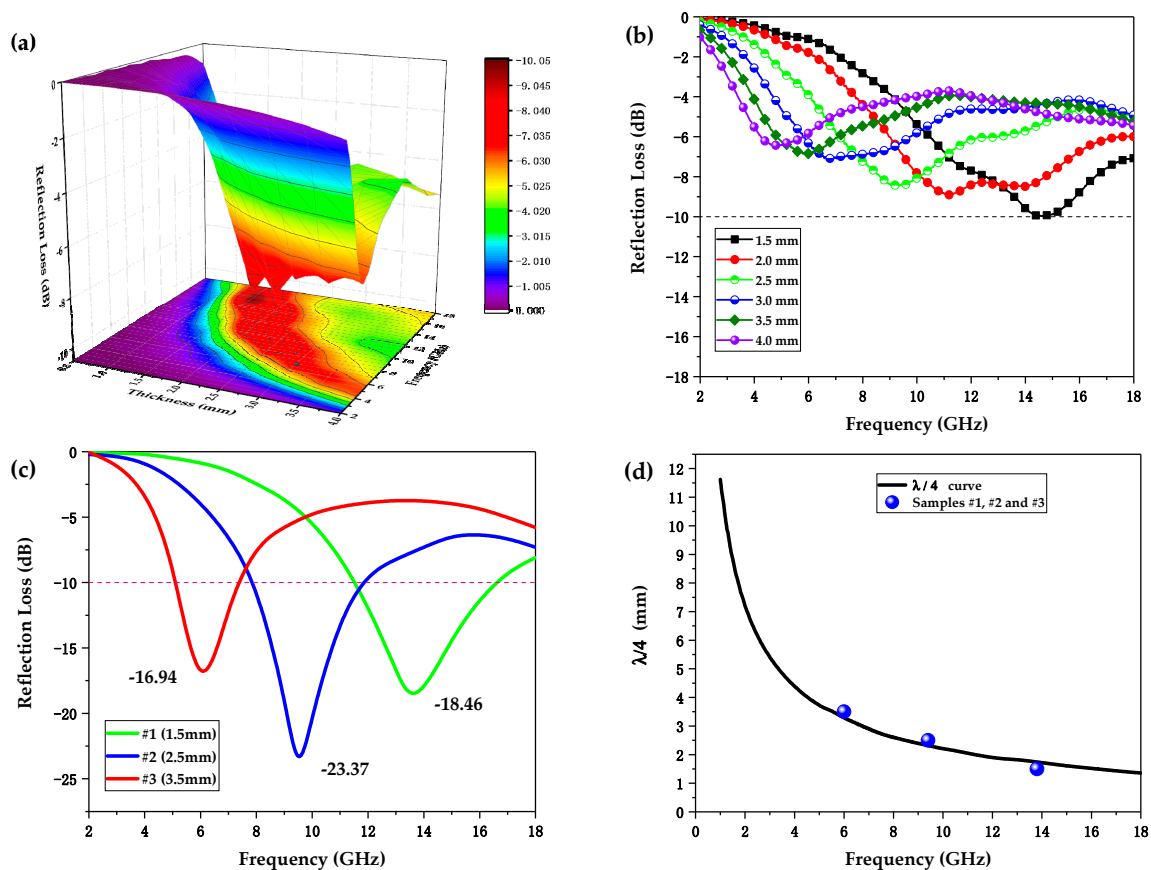 (a)
0
-2
-4
-6
-8
-10
Reflection Loss (dB)
-10.05
-9.045
-8.040
-7.035
-6.030
-5.025
-4.020
-3.015
-2.010
-1.005
0.000
Thickness (mm)
1.5
2.0
2.5
3.0
3.5
4.0
(b)
0
-2
-4
-6
-8
-10
-12
-14
-16
-18
Reflection Loss (dB)
1.5 mm
2.0 mm
2.5 mm
3.0 mm
3.5 mm
4.0 mm
2 4 6 8 10 12 14 16 18
Frequency (GHz)
(c)
0
-5
-10
-15
-20
-25
Reflection Loss (dB)
-16.94
-18.46
-23.37
#1 (1.5mm)
#2 (2.5mm)
#3 (3.5mm)
2 4 6 8 10 12 14 16 18
Frequency (GHz)
(d)
12
11
10
9
8
7
6
5
4
3
2
1
0
λ/4 (mm)
λ/4 curve
Samples #1, #2 and #3
0 2 4 6 8 10 12 14 16 18
Frequency (GHz)